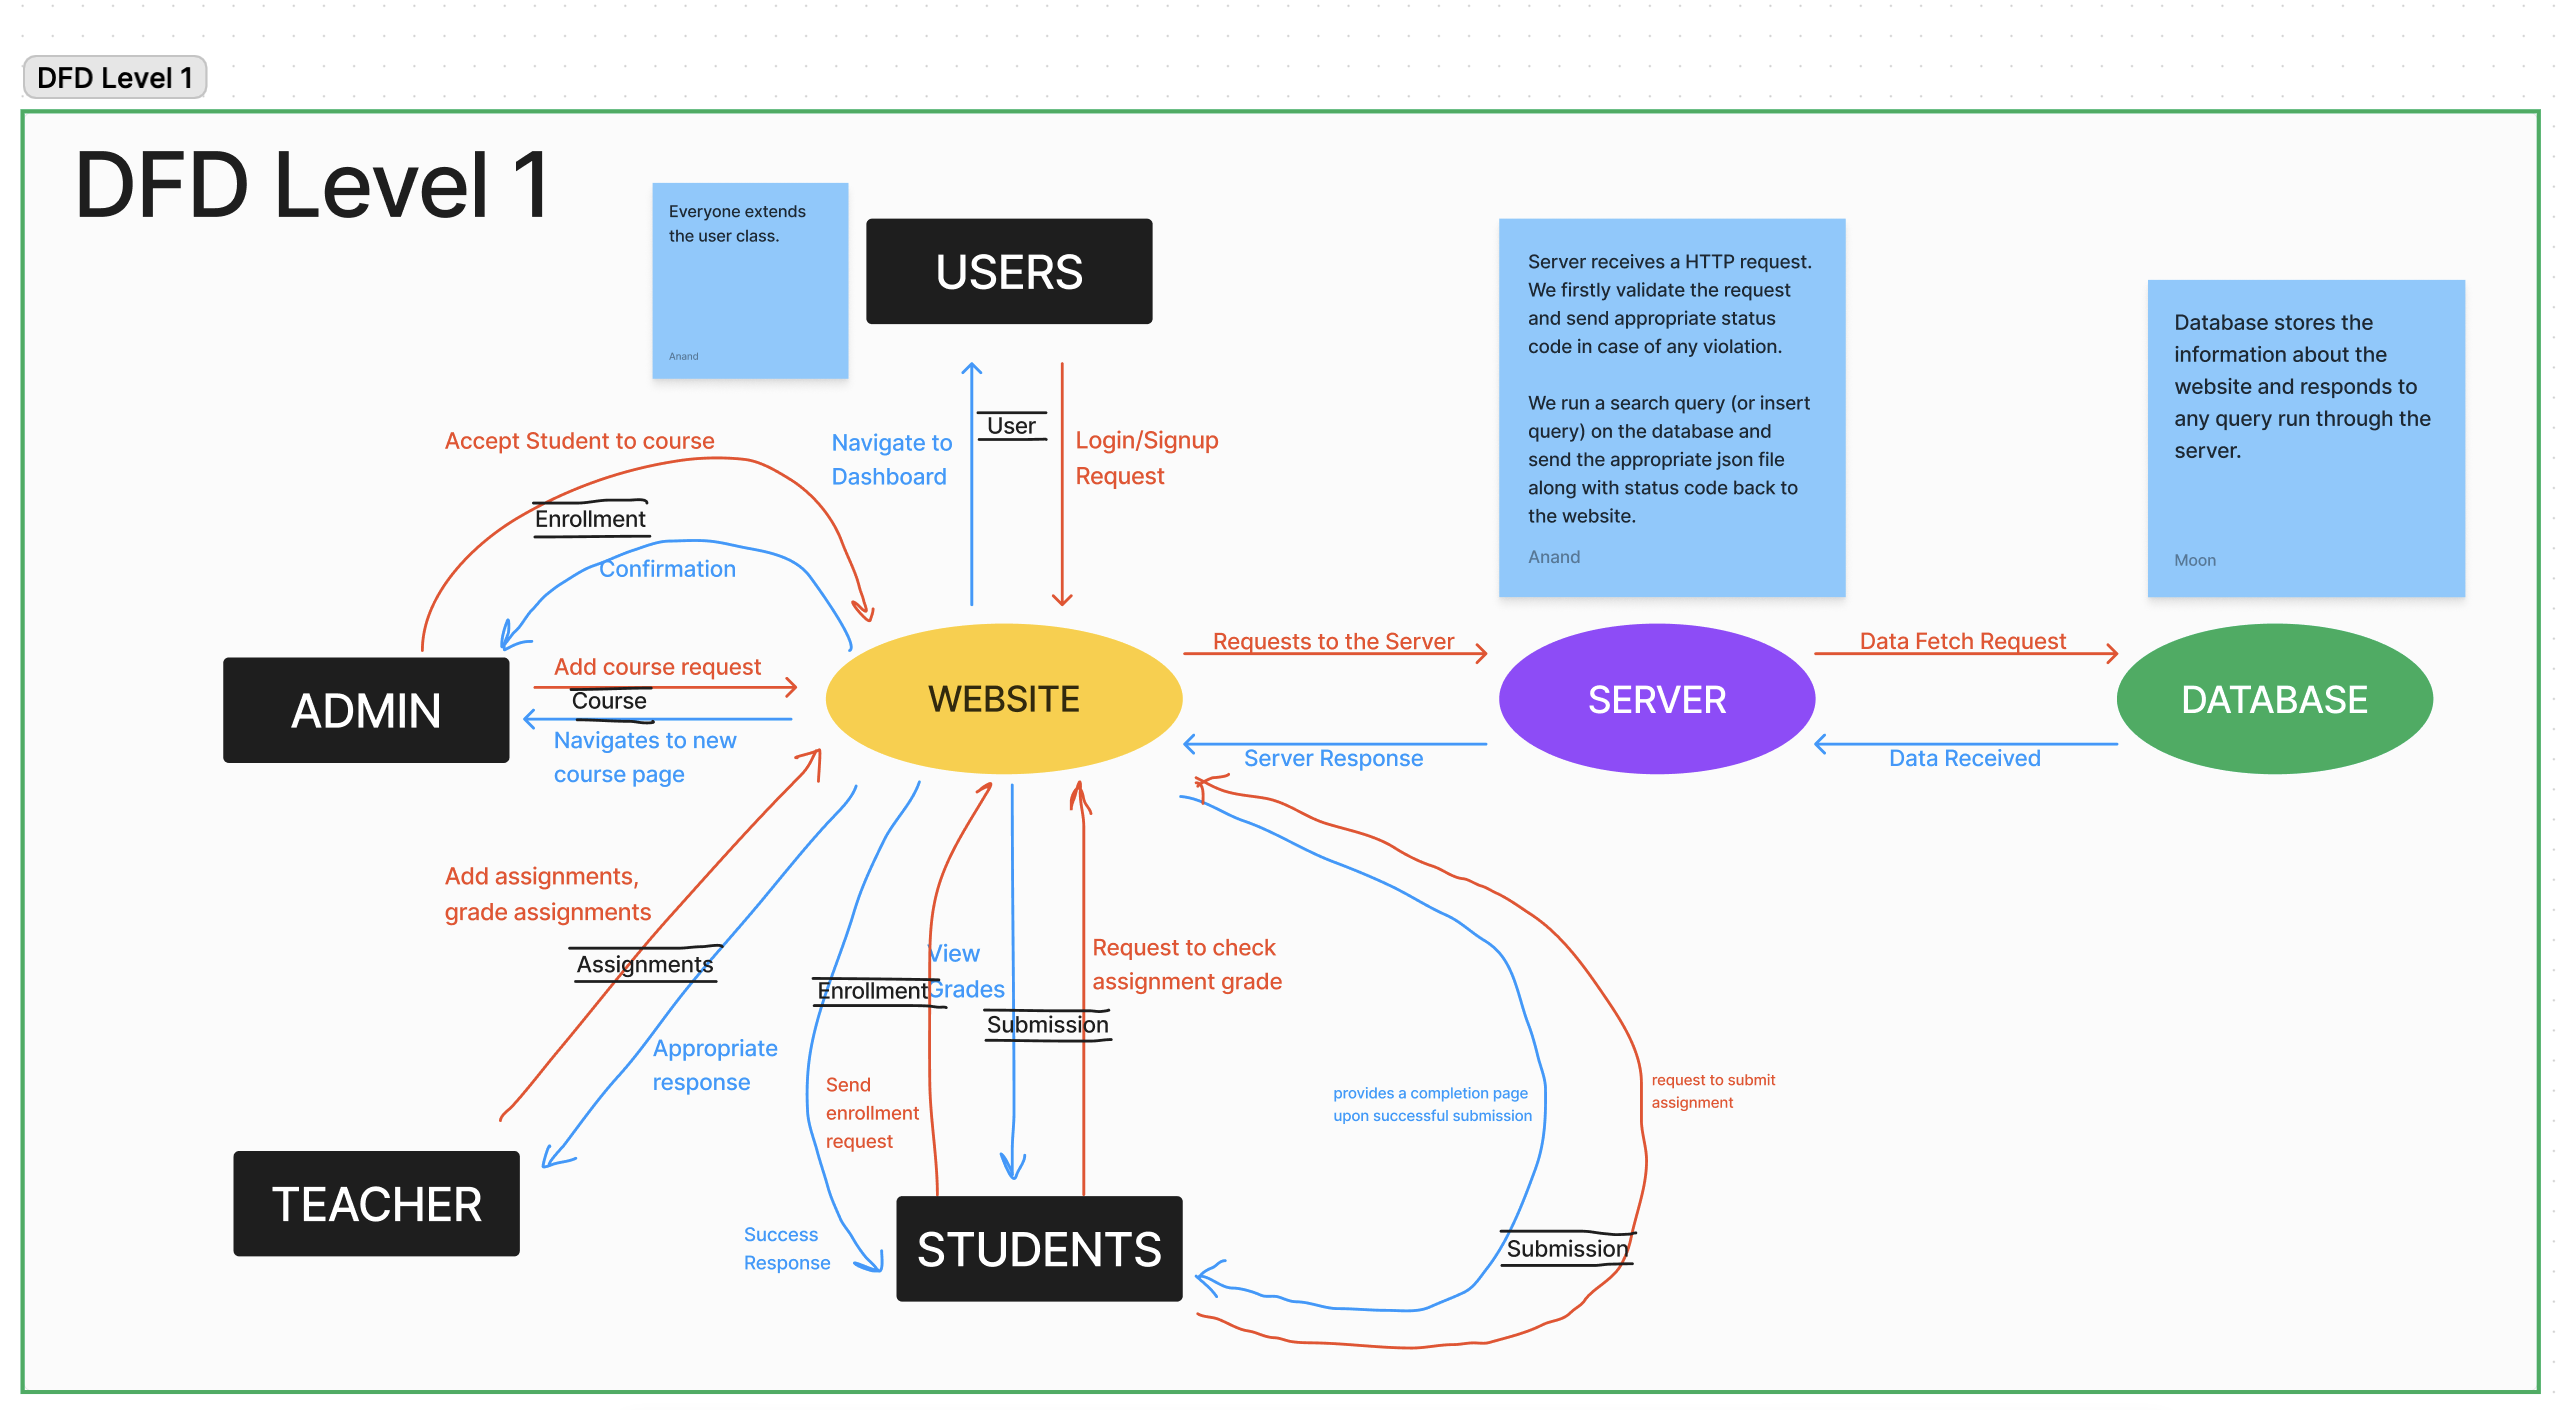 DFD Level 1
DFD Level 1
Everyone extends
the user class.
Anand
USERS
Server receives a HTTP request.
We firstly validate the request
and send appropriate status
code in case of any violation.
We run a search query (or insert
query) on the database and
send the appropriate json file
along with status code back to
the website.
Anand
Database stores the
information about the
website and responds to
any query run through the
server.
Moon
Accept Student to course
Enrollment
Confirmation
Navigate to
Dashboard
User
Login/Signup
Request
ADMIN
Add course request
Course
Navigates to new
course page
WEBSITE
Requests to the Server
Server Response
SERVER
Data Fetch Request
Data Received
DATABASE
Add assignments,
grade assignments
Assignments
Appropriate
response
TEACHER
Enrollment
View
Grades
Submission
Request to check
assignment grade
Send
enrollment
request
Success
Response
STUDENTS
provides a completion page
upon successful submission
request to submit
assignment
Submission